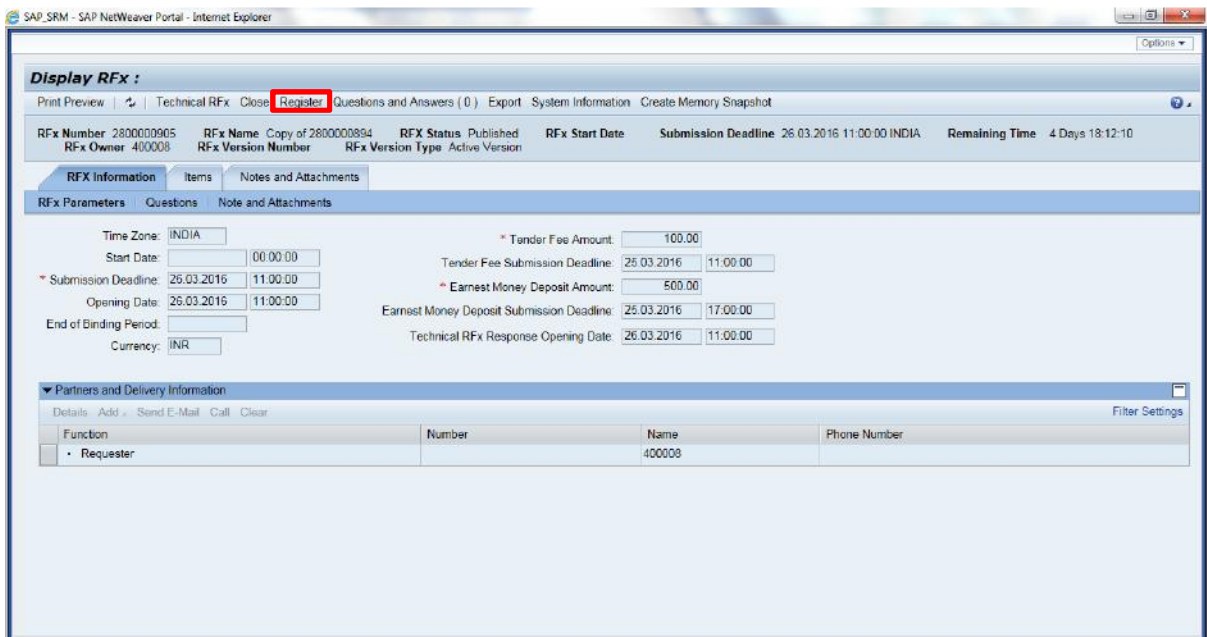 SAP_SRM - SAP NetWeaver Portal - Internet Explorer
Options
Display RFx :
Print Preview | | Technical RFx Close Register Questions and Answers ( 0 ) Export System Information Create Memory Snapshot
RFx Number 2800000905 RFx Name Copy of 2800000894 RFX Status Published RFx Start Date Submission Deadline 26.03.2016 11:00:00 INDIA Remaining Time 4 Days 18:12:10
RFx Owner 400008 RFx Version Number RFx Version Type Active Version
RFX Information Items Notes and Attachments
RFx Parameters Questions Note and Attachments
Time Zone: INDIA * Tender Fee Amount: 100.00
Start Date: 00:00:00 Tender Fee Submission Deadline: 25.03.2016 11:00:00
* Submission Deadline: 26.03.2016 11:00:00 * Earnest Money Deposit Amount: 500.00
Opening Date: 26.03.2016 11:00:00 Earnest Money Deposit Submission Deadline: 25.03.2016 17:00:00
End of Binding Period: Technical RFx Response Opening Date: 26.03.2016 11:00:00
Currency: INR
Partners and Delivery Information
Details Add Send E-Mail Call Clear Filter Settings
Function Number Name Phone Number
• Requester 400008